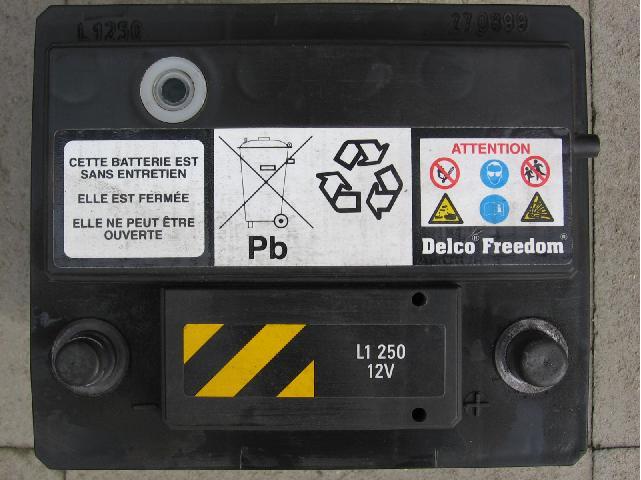 L1250
CETTE BATTERIE EST
SANS ENTRETIEN
ELLE EST FERMÉE
ELLE NE PEUT ÊTRE
OUVERTE
Pb
ATTENTION
Delco Freedom
L1 250
12V